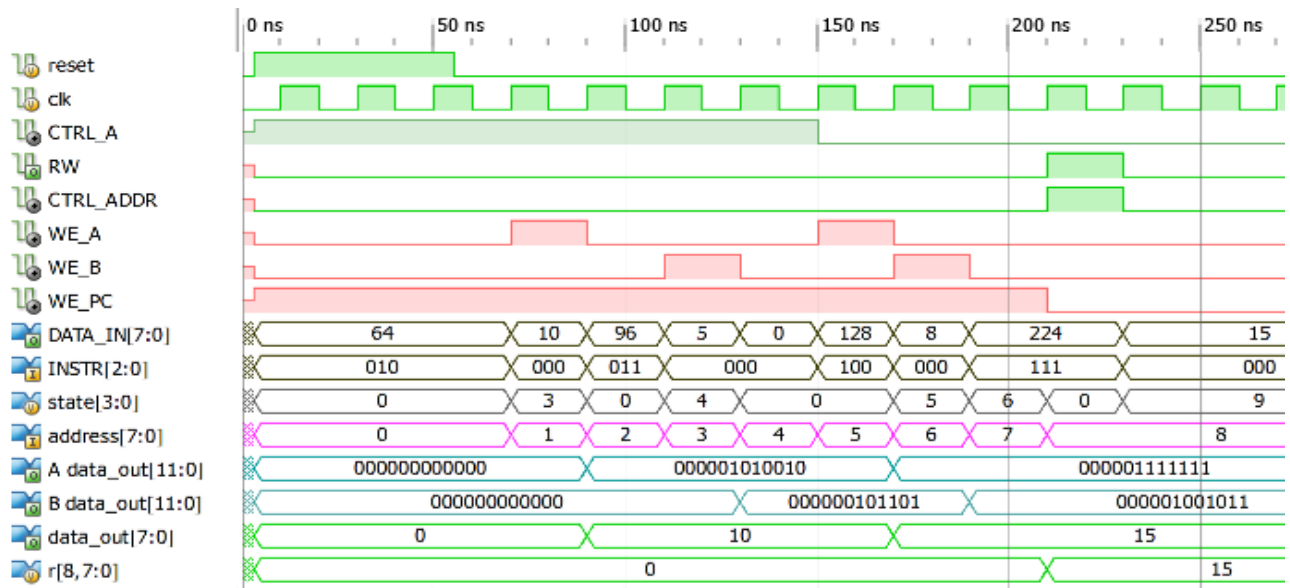 0 ns 50 ns 100 ns 150 ns 200 ns 250 ns
reset
clk
CTRL_A
RW
CTRL_ADDR
WE_A
WE_B
WE_PC
DATA_IN[7:0] 64 10 96 5 0 128 8 224 15
INSTR[2:0] 010 000 011 000 100 000 111 000
state[3:0] 0 3 0 4 0 5 6 0 9
address[7:0] 0 1 2 3 4 5 6 7 8
A data_out[11:0] 000000000000 000001010010 000001111111
B data_out[11:0] 000000000000 000000101101 000001001011
data_out[7:0] 0 10 15
r[8,7:0] 0 15